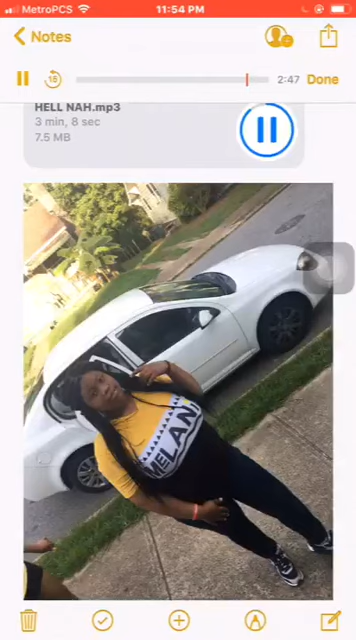 MetroPCS 11:54 PM
Notes
15 2:47 Done
HELL NAH.mp3
3 min, 8 sec
7.5 MB
MELANI